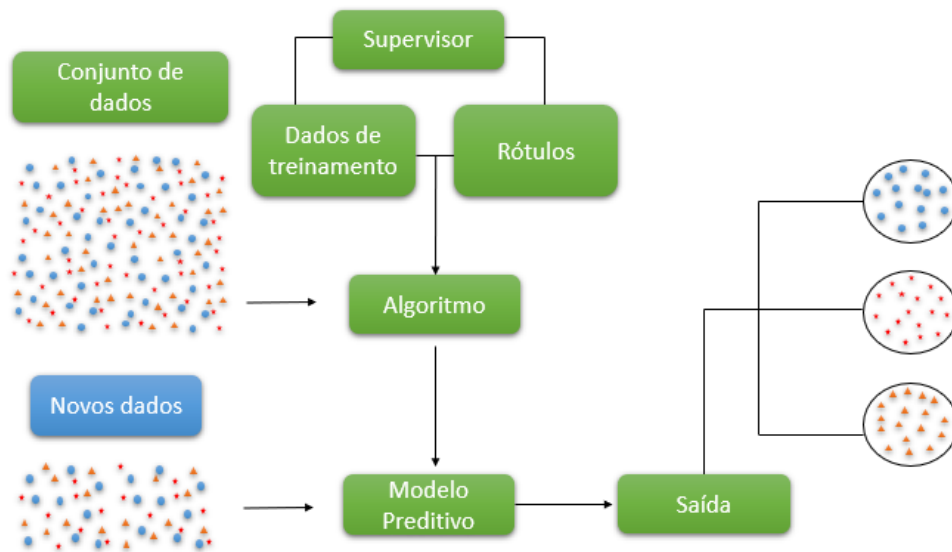 Supervisor
Conjunto de
dados
Dados de
treinamento
Rótulos
Algoritmo
Novos dados
Modelo
Preditivo
Saída